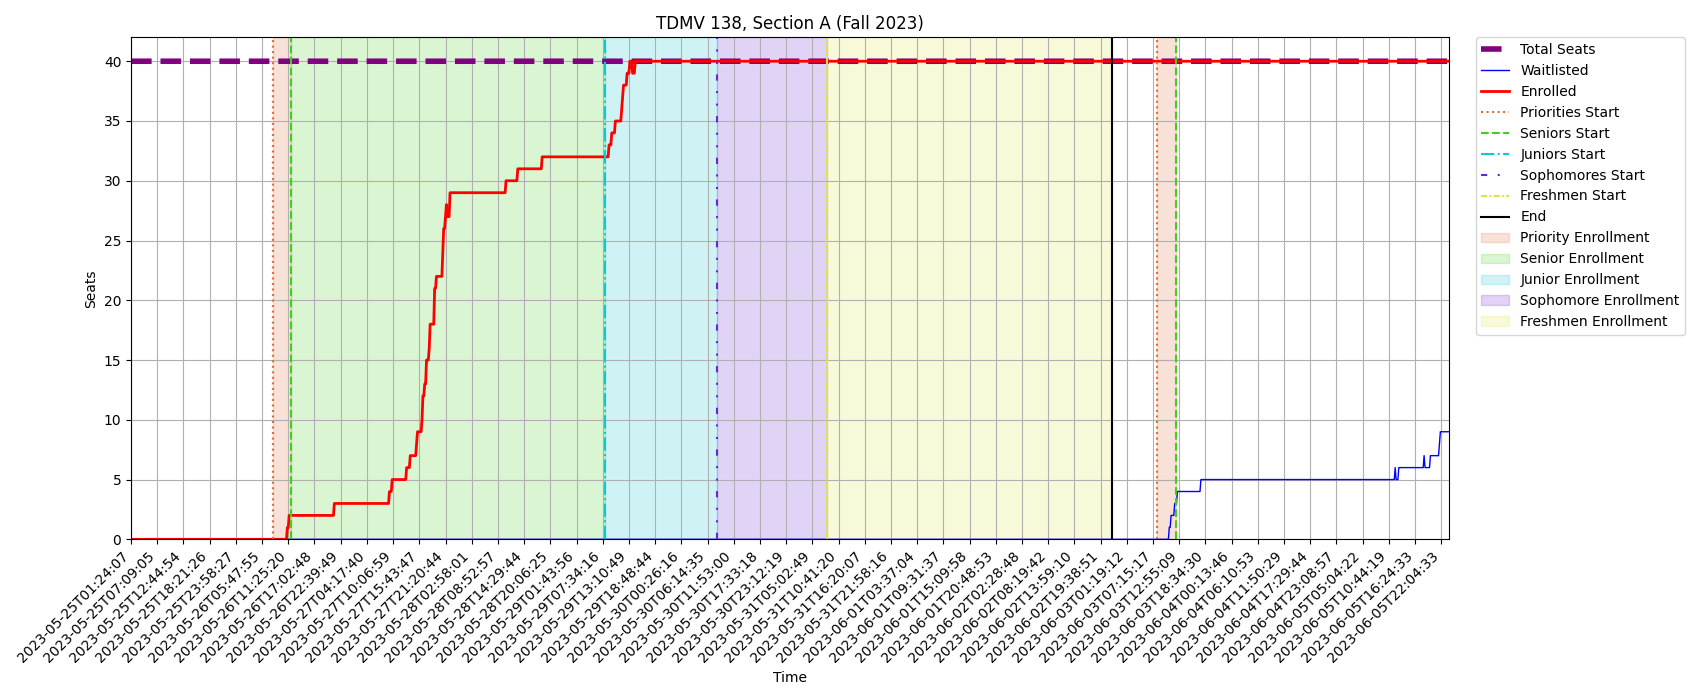 TDMV 138, Section A (Fall 2023)
Seats
40
35
30
25
20
15
10
5
0
2023-05-25T01:24:07
2023-05-25T07:09:05
2023-05-25T12:44:54
2023-05-25T18:21:26
2023-05-25T23:58:27
2023-05-26T05:47:55
2023-05-26T11:25:20
2023-05-26T17:02:48
2023-05-26T22:39:49
2023-05-27T04:17:40
2023-05-27T10:06:59
2023-05-27T15:43:47
2023-05-27T21:20:44
2023-05-28T02:58:01
2023-05-28T08:52:57
2023-05-28T14:29:44
2023-05-28T20:06:25
2023-05-29T01:43:56
2023-05-29T07:34:16
2023-05-29T13:10:49
2023-05-29T18:48:44
2023-05-30T00:26:16
2023-05-30T06:14:35
2023-05-30T11:53:00
2023-05-30T17:33:18
2023-05-30T23:12:19
2023-05-31T05:02:49
2023-05-31T10:41:20
2023-05-31T16:20:07
2023-05-31T21:58:16
2023-06-01T03:37:04
2023-06-01T09:31:37
2023-06-01T15:09:58
2023-06-01T20:48:53
2023-06-02T02:28:48
2023-06-02T08:19:42
2023-06-02T13:59:10
2023-06-02T19:38:51
2023-06-03T01:19:12
2023-06-03T07:15:17
2023-06-03T12:55:09
2023-06-03T18:34:30
2023-06-04T00:13:46
2023-06-04T06:10:53
2023-06-04T11:50:29
2023-06-04T17:29:44
2023-06-04T23:08:57
2023-06-05T05:04:22
2023-06-05T10:44:19
2023-06-05T16:24:33
2023-06-05T22:04:33
Time
Total Seats
Waitlisted
Enrolled
Priorities Start
Seniors Start
Juniors Start
Sophomores Start
Freshmen Start
End
Priority Enrollment
Senior Enrollment
Junior Enrollment
Sophomore Enrollment
Freshmen Enrollment